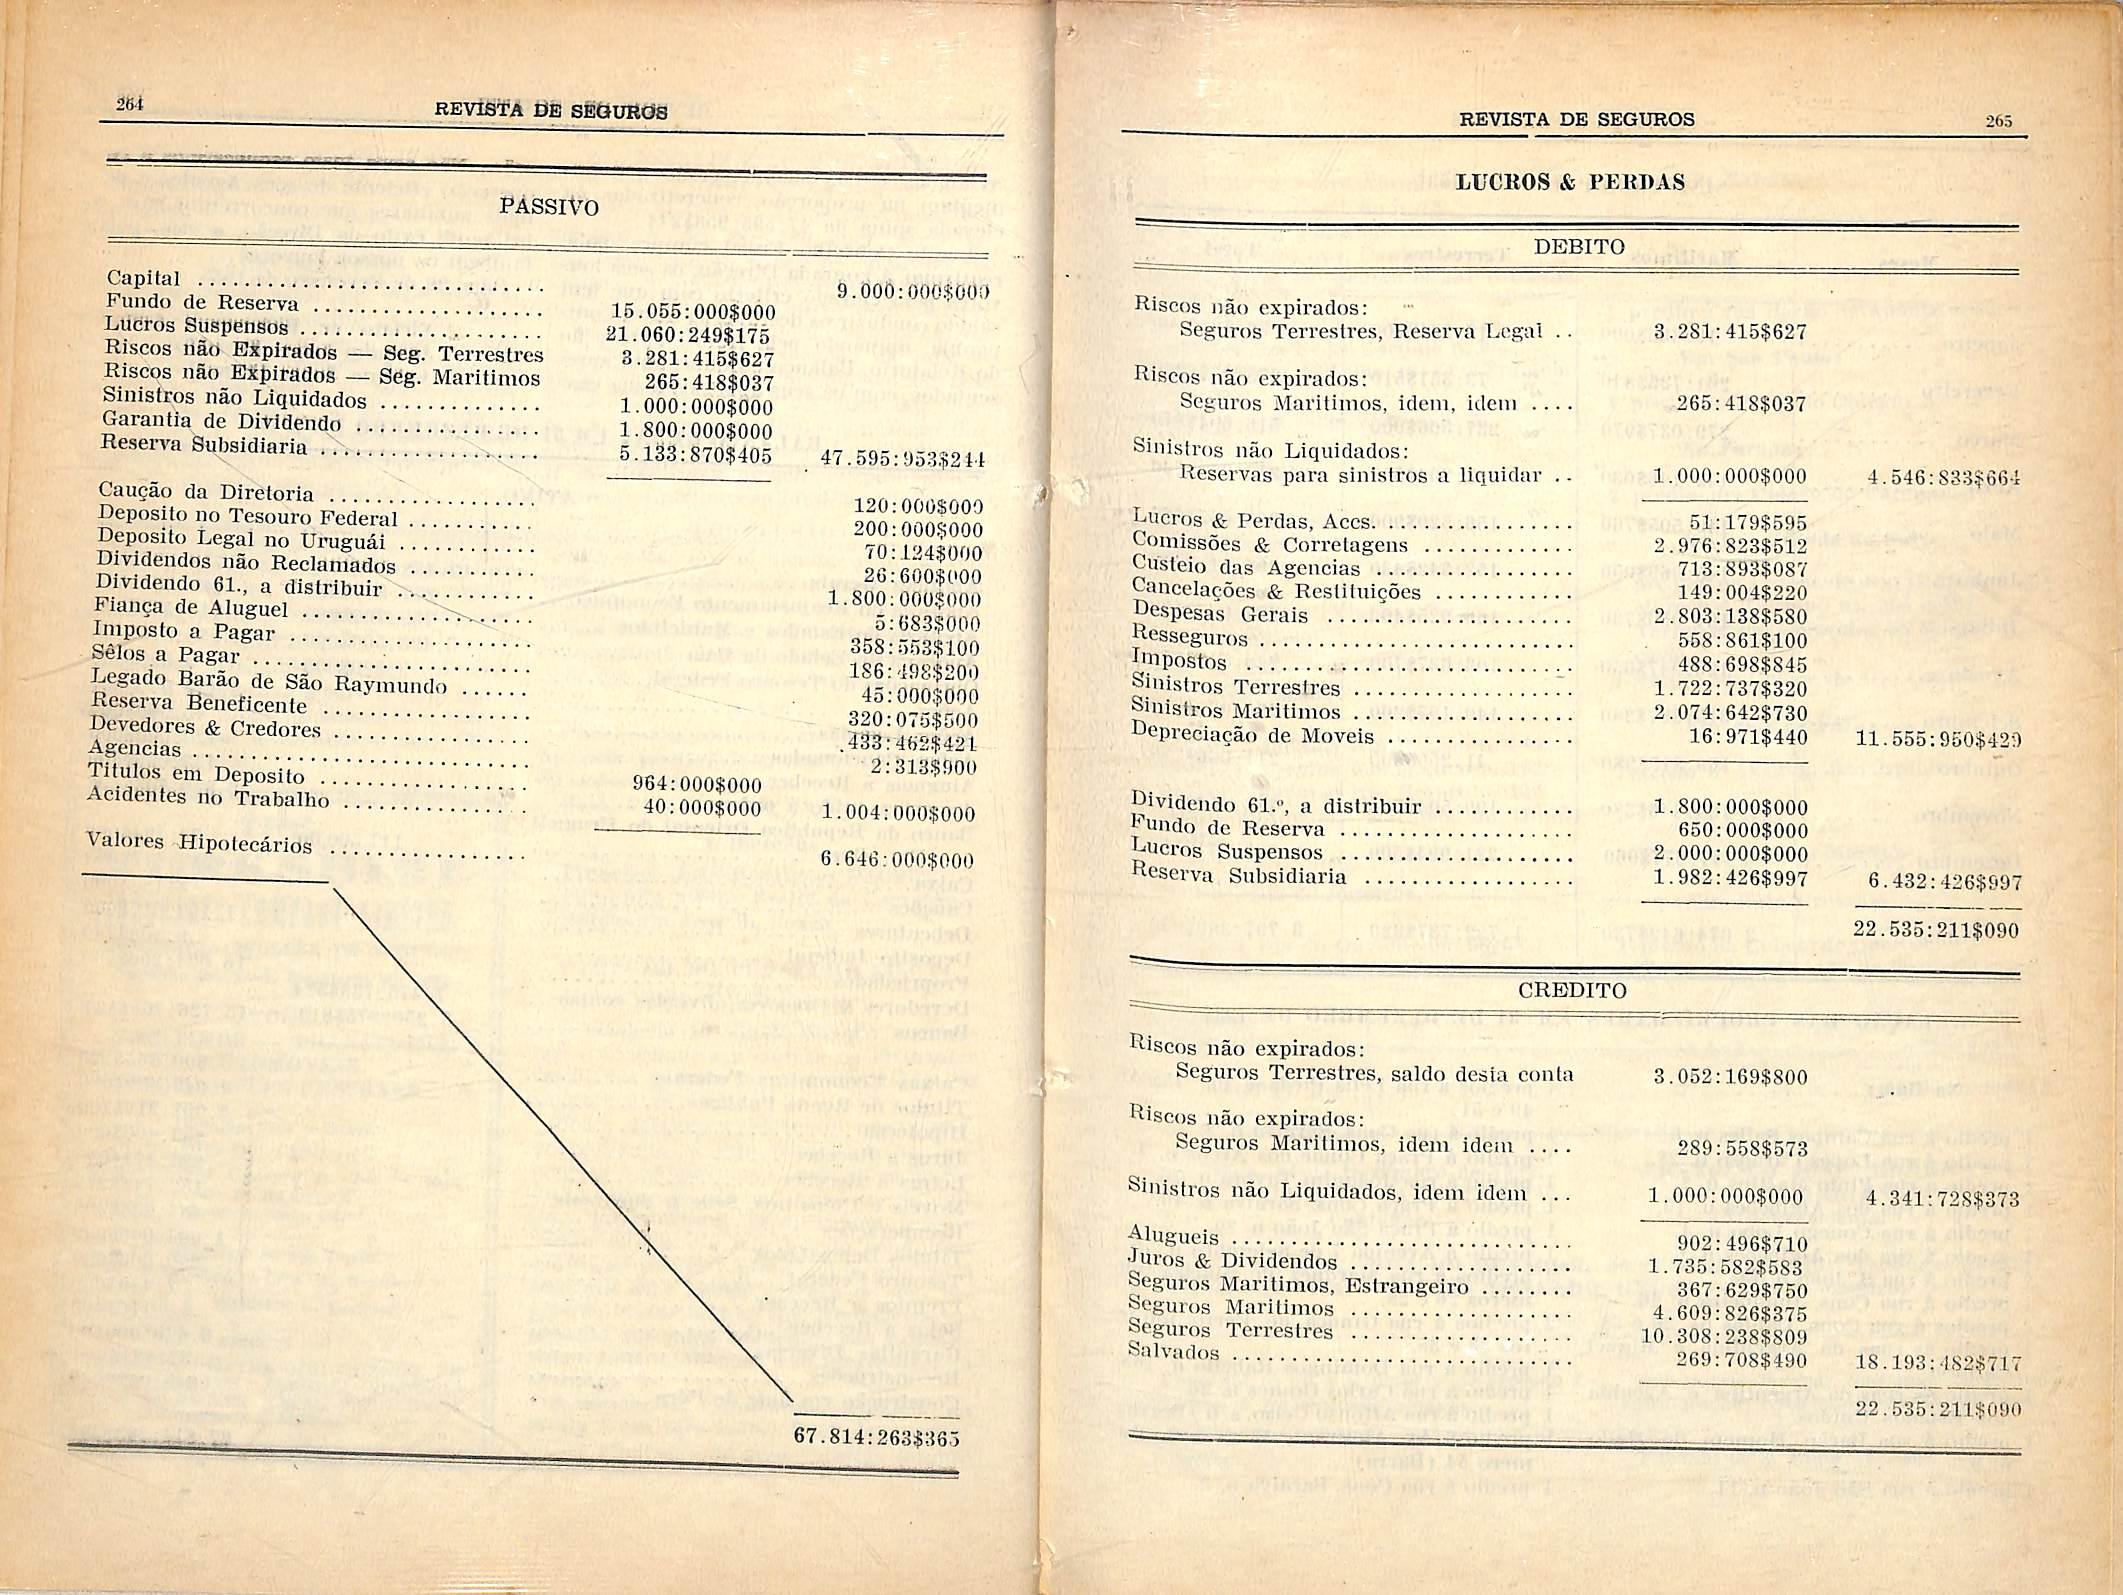 264
REVISTA DE SEGUROS
PASSIVO
Capital .............................. 9.000:000$000
Fundo de Reserva .................... 15.055:000$000
Lucros Suspensos ..................... 21.060:249$175
Riscos não Expirados — Seg. Terrestres 3.281:415$627
Riscos não Expirados — Seg. Maritimos 265:418$037
Sinistros não Liquidados .............. 1.000:000$000
Garantia de Dividendo ................ 1.800:000$000
Reserva Subsidiaria ................... 5.133:870$405 47.595:953$244
Caução da Diretoria .................. 120:000$000
Deposito no Tesouro Federal ........... 200:000$000
Deposito Legal no Uruguái ............ 70:124$000
Dividendos não Reclamados ........... 26:600$000
Dividendo 61., a distribuir ............ 1.800:000$000
Fiança de Aluguel .................... 5:683$000
Imposto a Pagar ..................... 358:553$100
Sêlos a Pagar ........................ 186:498$200
Legado Barão de São Raymundo ...... 45:000$000
Reserva Beneficente .................. 320:075$500
Devedores & Credores ................. 433:462$421
Agencias ............................. 2:313$900
Titulos em Deposito .................. 964:000$000
Acidentes no Trabalho ................ 40:000$000 1.004:000$000
Valores Hipotecários ................. 6.646:000$000
67.814:263$365
REVISTA DE SEGUROS
265
LUCROS & PERDAS
DEBITO
Riscos não expirados:
Seguros Terrestres, Reserva Legal .. 3.281:415$627
Riscos não expirados:
Seguros Maritimos, idem, idem .... 265:418$037
Sinistros não Liquidados:
Reservas para sinistros a liquidar .. 1.000:000$000 4.546:833$664
Lucros & Perdas, Accs. ................. 51:179$595
Comissões & Corretagens ............. 2.976:823$512
Custeio das Agencias ................. 713:893$087
Cancelações & Restituições ............ 149:004$220
Despesas Gerais ..................... 2.803:138$580
Resseguros ........................... 558:861$100
Impostos ............................ 488:698$845
Sinistros Terrestres ................... 1.722:737$320
Sinistros Maritimos ................... 2.074:642$730
Depreciação de Moveis ................ 16:971$440 11.555:950$429
Dividendo 61.º, a distribuir ............ 1.800:000$000
Fundo de Reserva .................... 650:000$000
Lucros Suspensos .................... 2.000:000$000
Reserva Subsidiaria .................. 1.982:426$997 6.432:426$997
22.535:211$090
CREDITO
Riscos não expirados:
Seguros Terrestres, saldo desta conta 3.052:169$800
Riscos não expirados:
Seguros Maritimos, idem idem .... 289:558$573
Sinistros não Liquidados, idem idem ... 1.000:000$000 4.341:728$373
Alugueis ............................. 902:496$710
Juros & Dividendos ................... 1.735:582$583
Seguros Maritimos, Estrangeiro ........ 367:629$750
Seguros Maritimos ................... 4.609:826$375
Seguros Terrestres ................... 10.308:238$809
Salvados ............................. 269:708$490 18.193:482$717
22.535:211$090